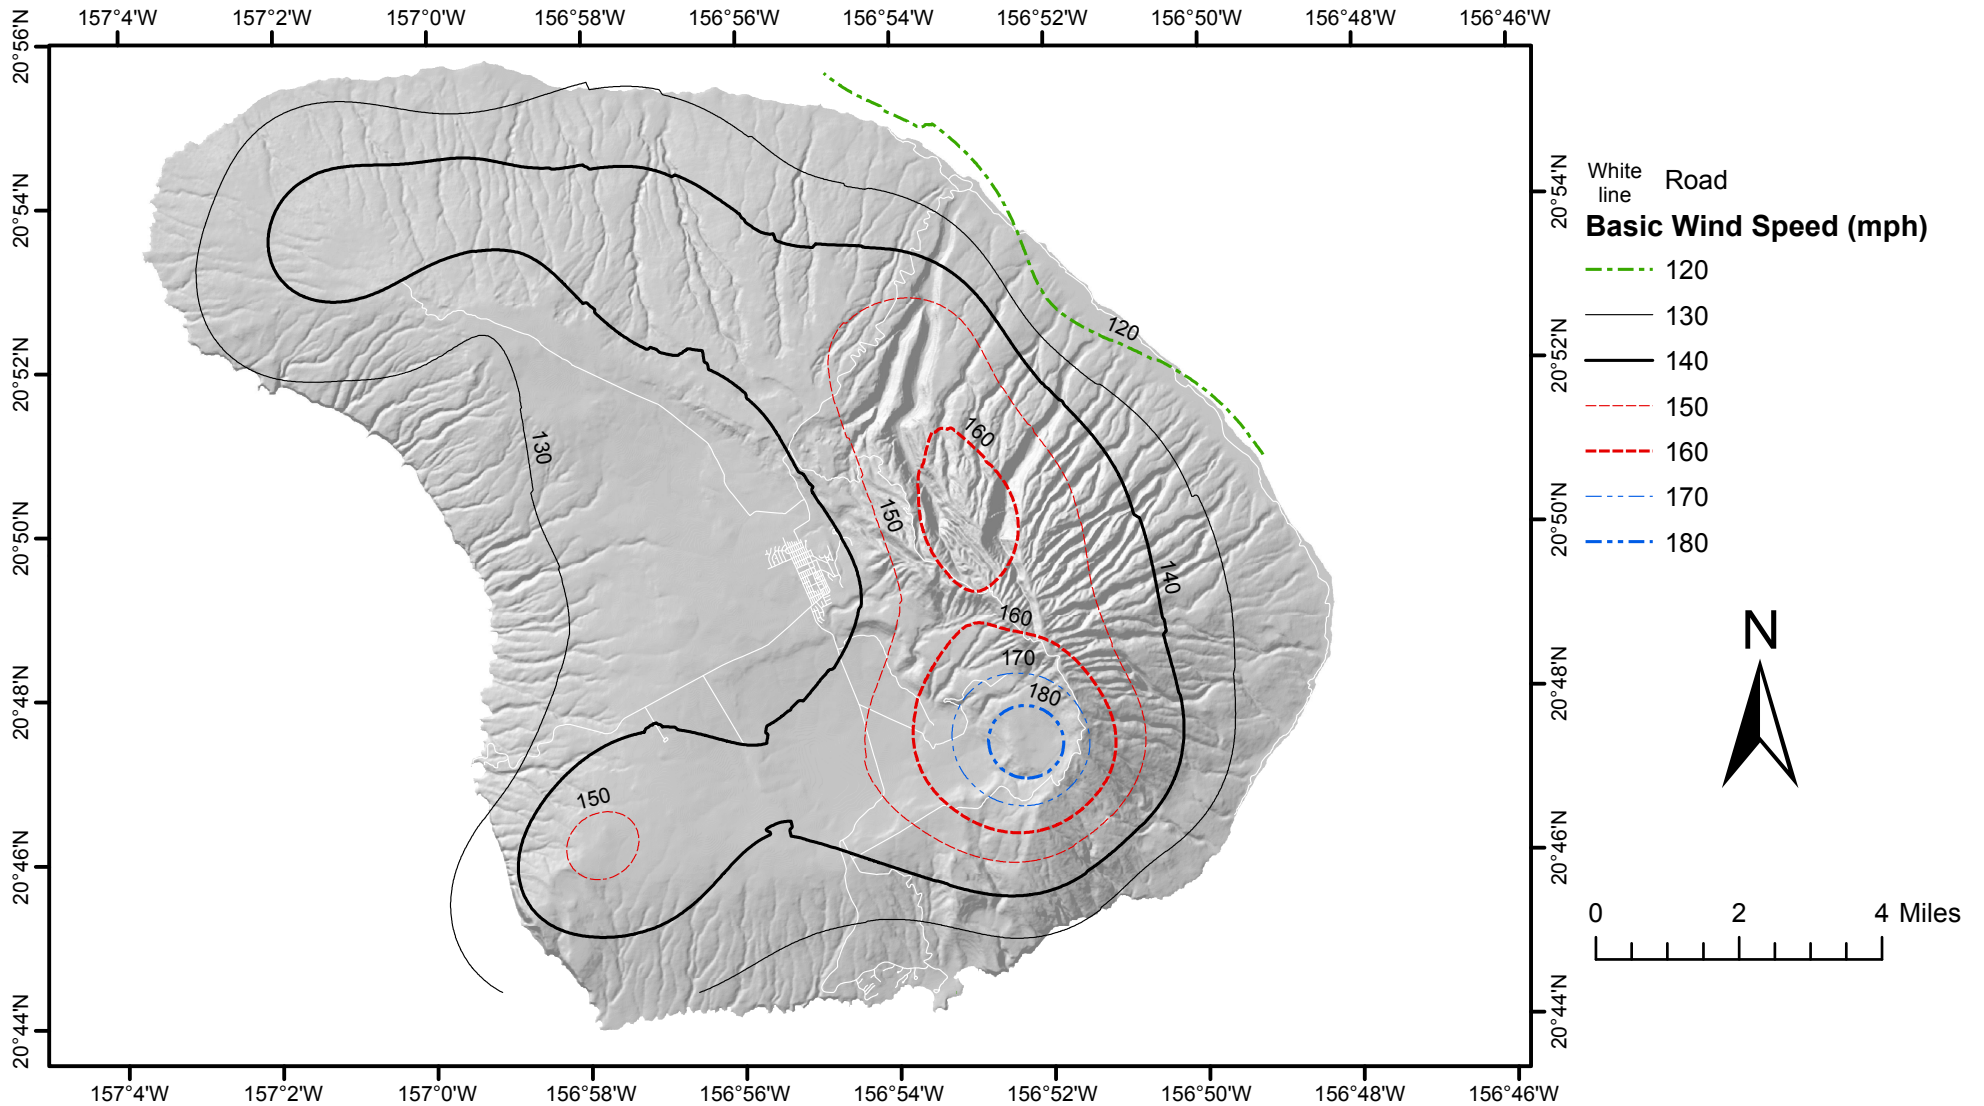 157°4'W 157°2'W 157°0'W 156°58'W 156°56'W 156°54'W 156°52'W 156°50'W 156°48'W 156°46'W
20°56'N
20°54'N
20°52'N
20°50'N
20°48'N
20°46'N
20°44'N
120
130
160
150
140
160
170
180
150
20°54'N
20°52'N
20°50'N
20°48'N
20°46'N
20°44'N
157°4'W 157°2'W 157°0'W 156°58'W 156°56'W 156°54'W 156°52'W 156°50'W 156°48'W 156°46'W
White
line
Road
Basic Wind Speed (mph)
120
130
140
150
160
170
180
N
0 2 4 Miles